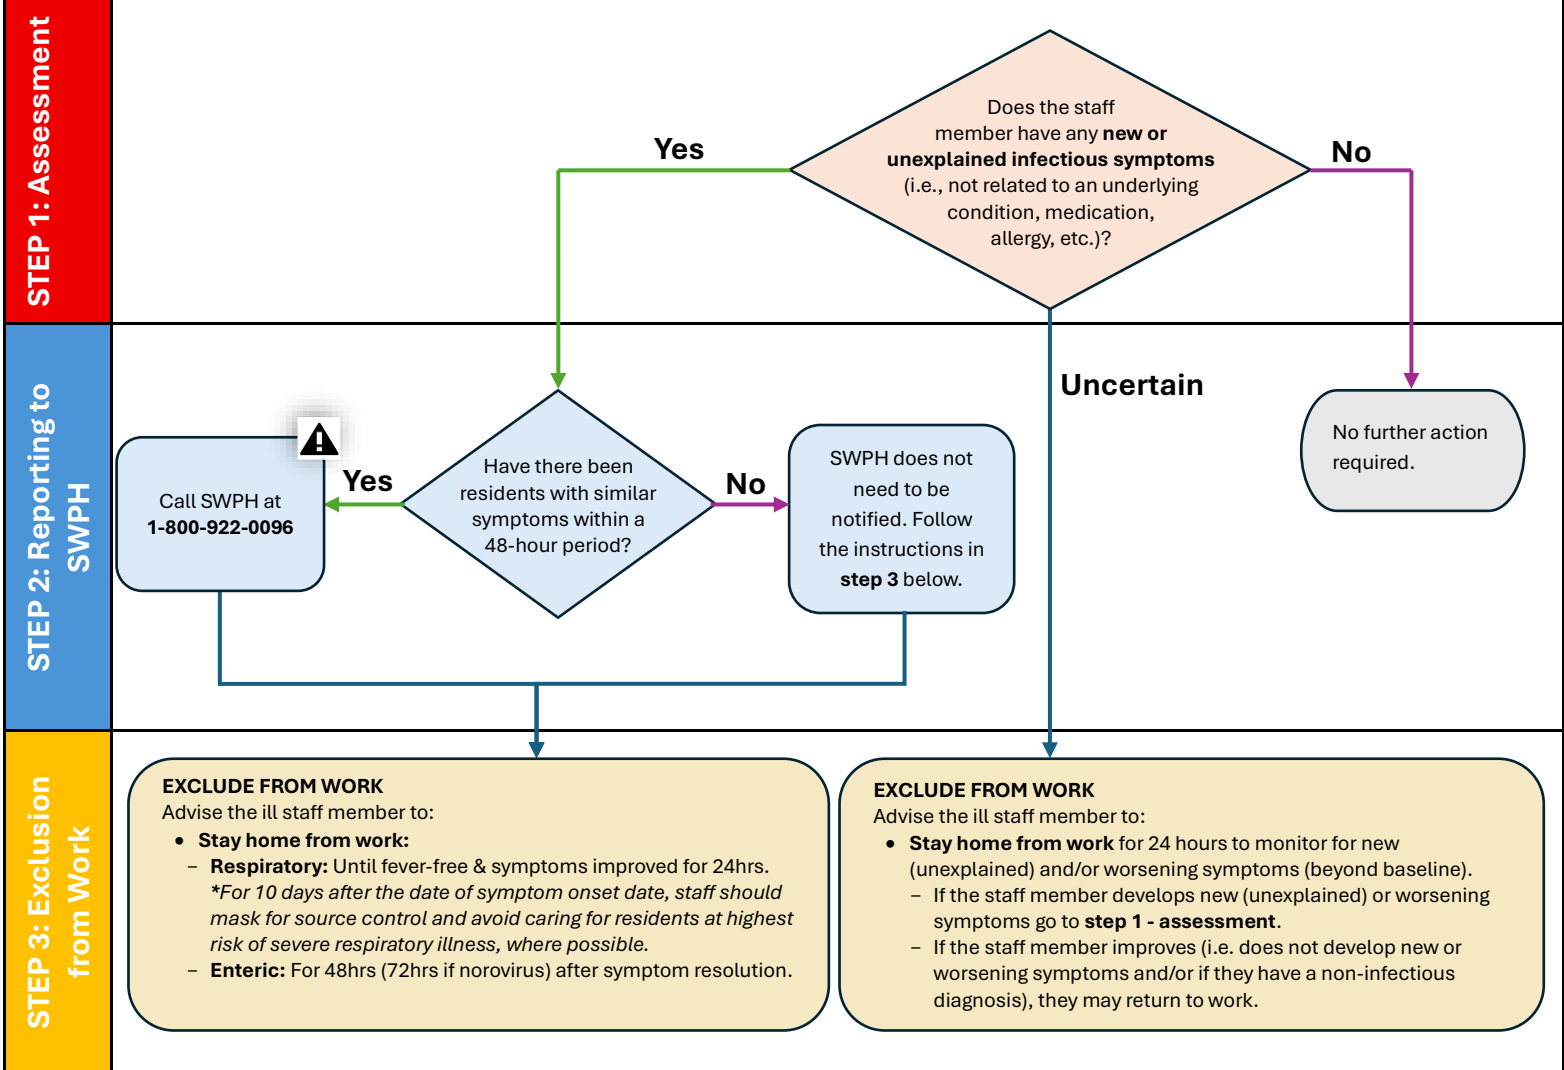 STEP 1: Assessment
Does the staff
member have any new or
unexplained infectious symptoms
(i.e., not related to an underlying
condition, medication,
allergy, etc.)?
Yes
No
Uncertain
STEP 2: Reporting to
SWPH
Call SWPH at
1-800-922-0096
Yes
Have there been
residents with similar
symptoms within a
48-hour period?
No
SWPH does not
need to be
notified. Follow
the instructions in
step 3 below.
No further action
required.
STEP 3: Exclusion
from Work
EXCLUDE FROM WORK
Advise the ill staff member to:
• Stay home from work:
– Respiratory: Until fever-free & symptoms improved for 24hrs.
*For 10 days after the date of symptom onset date, staff should
mask for source control and avoid caring for residents at highest
risk of severe respiratory illness, where possible.
– Enteric: For 48hrs (72hrs if norovirus) after symptom resolution.
EXCLUDE FROM WORK
Advise the ill staff member to:
• Stay home from work for 24 hours to monitor for new
(unexplained) and/or worsening symptoms (beyond baseline).
– If the staff member develops new (unexplained) or worsening
symptoms go to step 1 - assessment.
– If the staff member improves (i.e. does not develop new or
worsening symptoms and/or if they have a non-infectious
diagnosis), they may return to work.